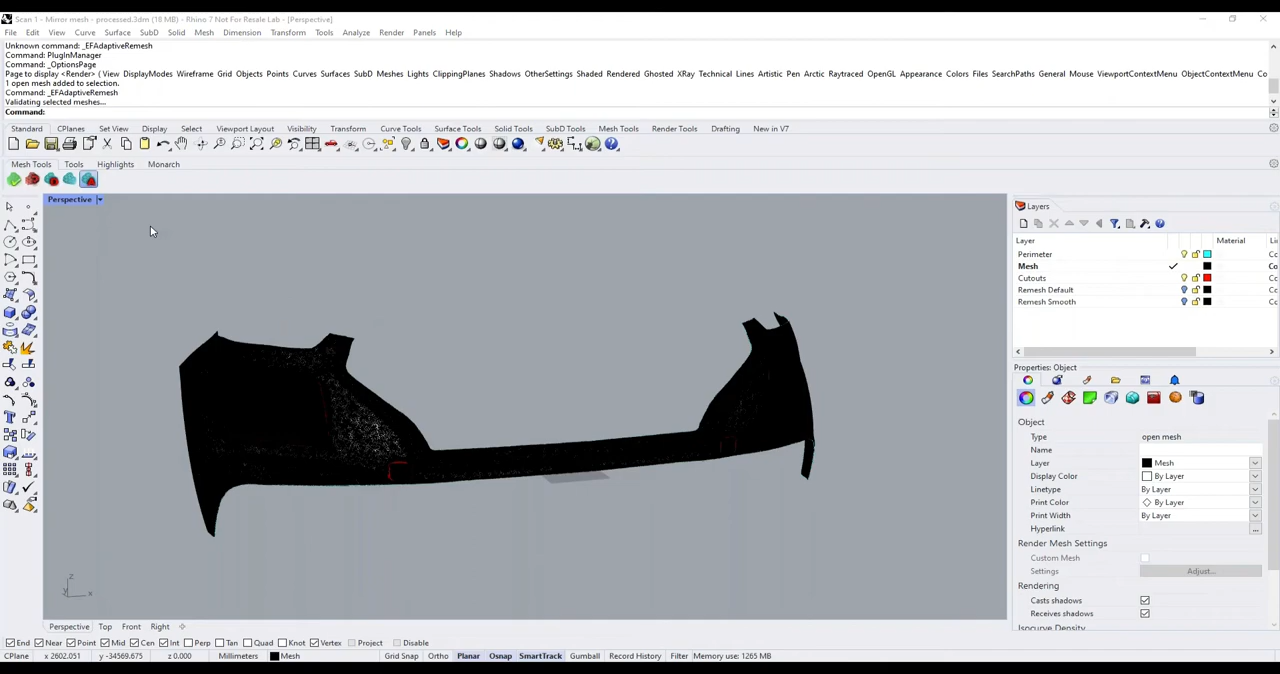 Scan 1 - Mirror mesh - processed.3dm (18 MB) - Rhino 7 Not For Resale Lab - [Perspective]
File Edit View Curve Surface SubD Solid Mesh Dimension Transform Tools Analyze Render Panels Help
Unknown command: _EFAdaptiveRemesh
Command: PlugInManager
Command: _OptionsPage
Page to display <Render> ( View DisplayModes Wireframe Grid Objects Points Curves Surfaces SubD Meshes Lights ClippingPlanes Shadows OtherSettings Shaded Rendered Ghosted XRay Technical Lines Artistic Pen Arctic Raytraced OpenGL Appearance Colors Files SearchPaths General Mouse ViewportContextMenu ObjectContextMenu Co
1 open mesh added to selection.
Command: _EFAdaptiveRemesh
Validating selected meshes...
Command:
Standard CPlanes Set View Display Select Viewport Layout Visibility Transform Curve Tools Surface Tools Solid Tools SubD Tools Mesh Tools Render Tools Drafting New in V7
Mesh Tools Tools Highlights Monarch
Perspective
Layers
Layer Material Li
Perimeter Co
Mesh Co
Cutouts Co
Remesh Default Co
Remesh Smooth Co
Properties: Object
Object
Type open mesh
Name
Layer Mesh
Display Color By Layer
Linetype By Layer
Print Color By Layer
Print Width By Layer
Hyperlink ...
Render Mesh Settings
Custom Mesh
Settings Adjust...
Rendering
Casts shadows
Receives shadows
Isocurve Density
z
y x
Perspective Top Front Right
End Near Point Mid Cen Int Perp Tan Quad Knot Vertex Project Disable
CPlane x 2602.051 y -34569.675 z 0.000 Millimeters Mesh Grid Snap Ortho Planar Osnap SmartTrack Gumball Record History Filter Memory use: 1265 MB